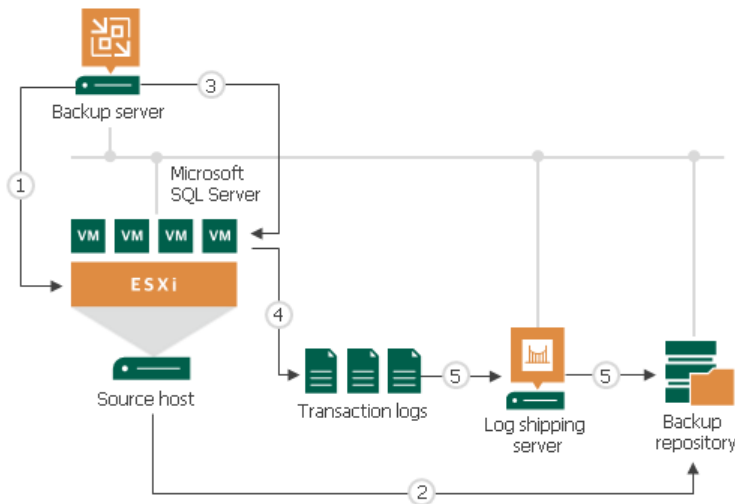 Backup server
3
1
Microsoft
SQL Server
VM VM VM VM
ESXi
4
Source host
Transaction logs
5
Log shipping
server
5
Backup
repository
2